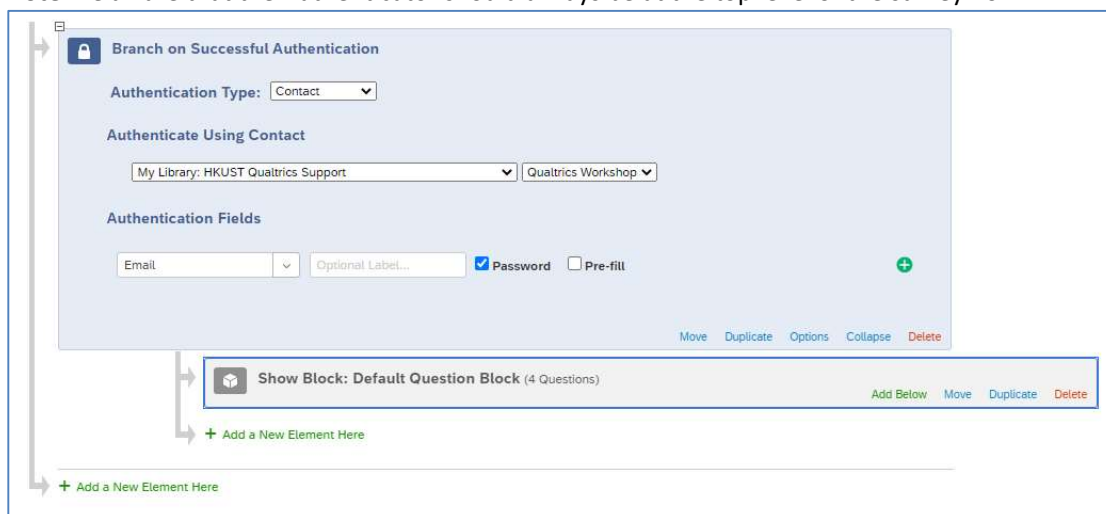 Branch on Successful Authentication
Authentication Type: Contact
Authenticate Using Contact
My Library: HKUST Qualtrics Support Qualtrics Workshop
Authentication Fields
Email Optional Label... Password Pre-fill
Move Duplicate Options Collapse Delete
Show Block: Default Question Block (4 Questions)
Add Below Move Duplicate Delete
+ Add a New Element Here
+ Add a New Element Here